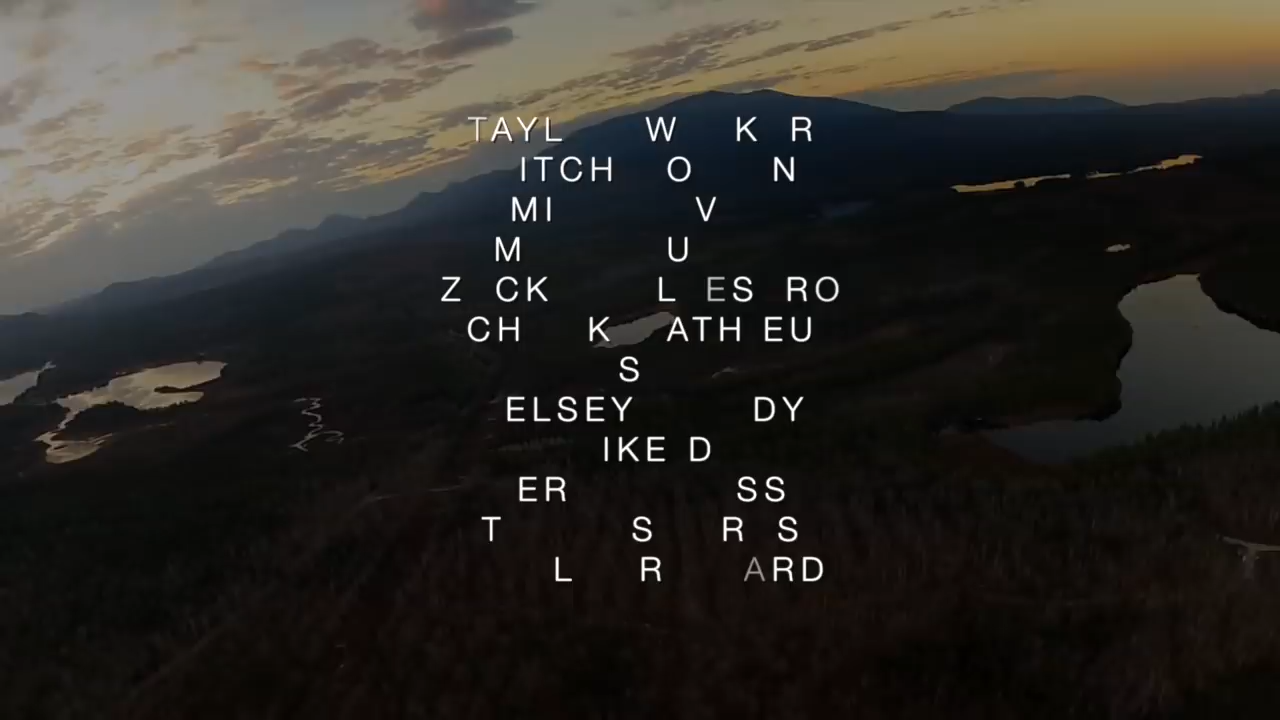 TAYL W K R
ITCH O N
MI V
M U
Z CK L ES RO
CH K ATH EU
S
ELSEY DY
IKE D
ER SS
T S R S
L R ARD